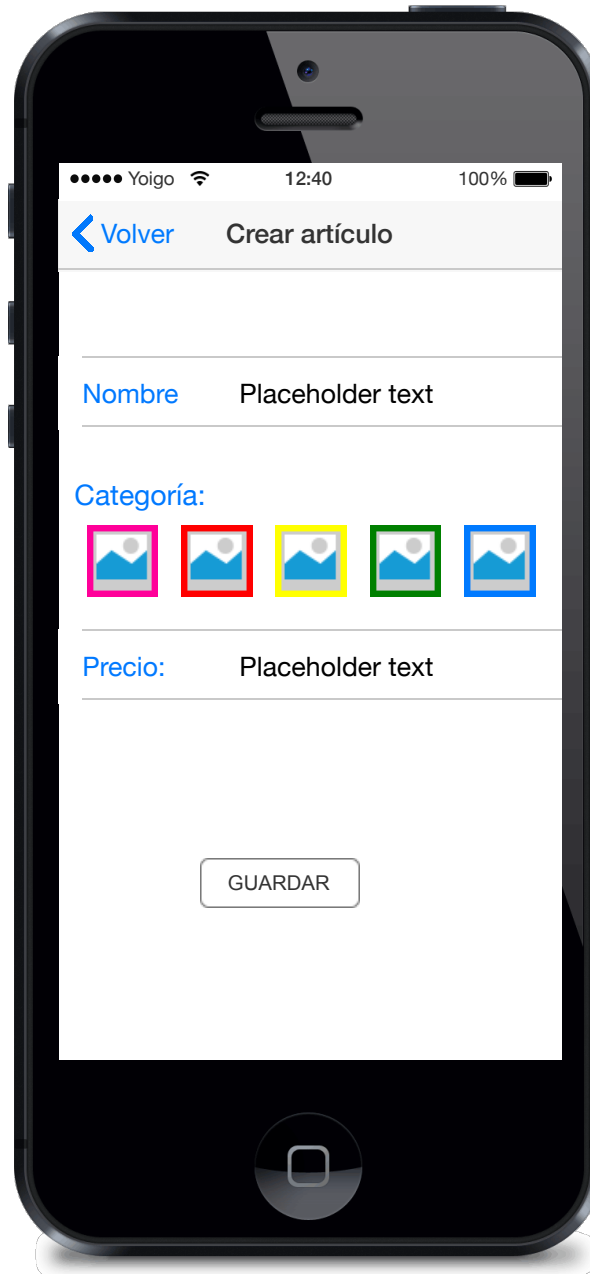 Yoigo 12:40 100%
Volver Crear artículo
Nombre Placeholder text
Categoría:
Precio: Placeholder text
GUARDAR